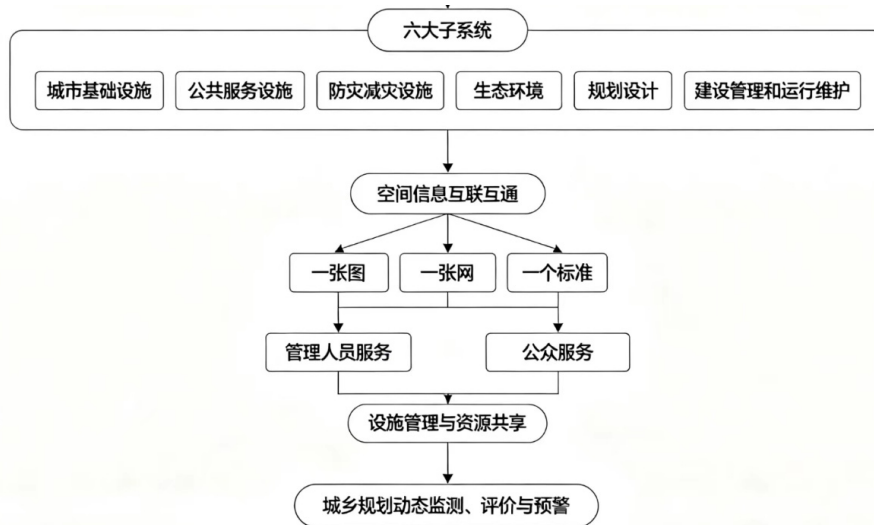 六大子系统
城市基础设施 公共服务设施 防灾减灾设施 生态环境 规划设计 建设管理和运行维护
空间信息互联互通
一张图 一张网 一个标准
管理人员服务 公众服务
设施管理与资源共享
城乡规划动态监测、评价与预警